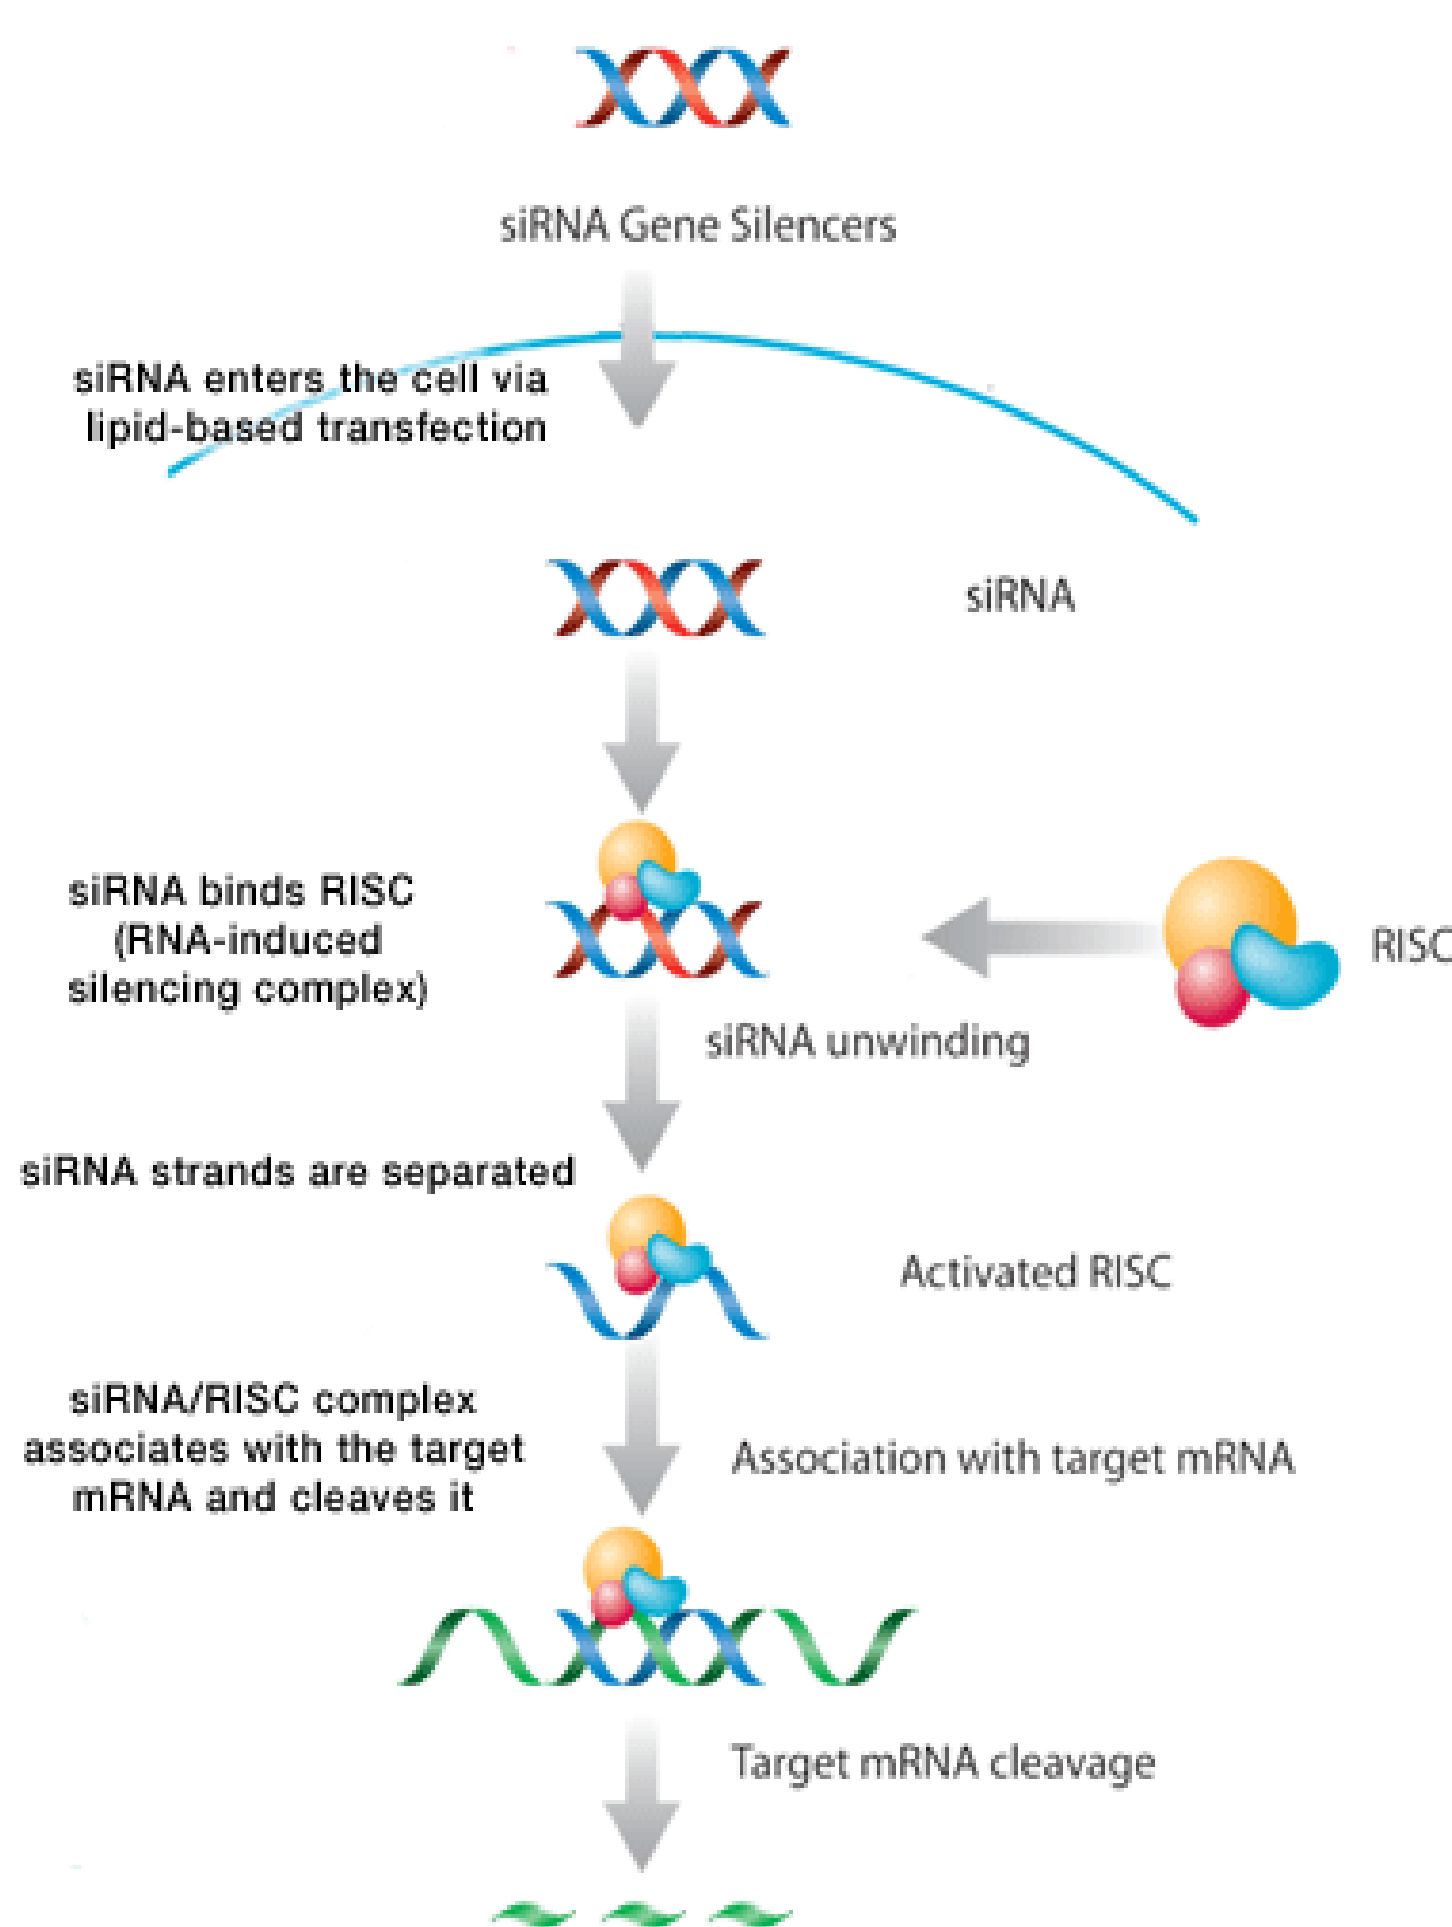 siRNA Gene Silencers
siRNA enters the cell via
lipid-based transfection
siRNA
siRNA binds RISC
(RNA-induced
silencing complex)
RISC
siRNA unwinding
siRNA strands are separated
Activated RISC
siRNA/RISC complex
associates with the target
mRNA and cleaves it
Association with target mRNA
Target mRNA cleavage